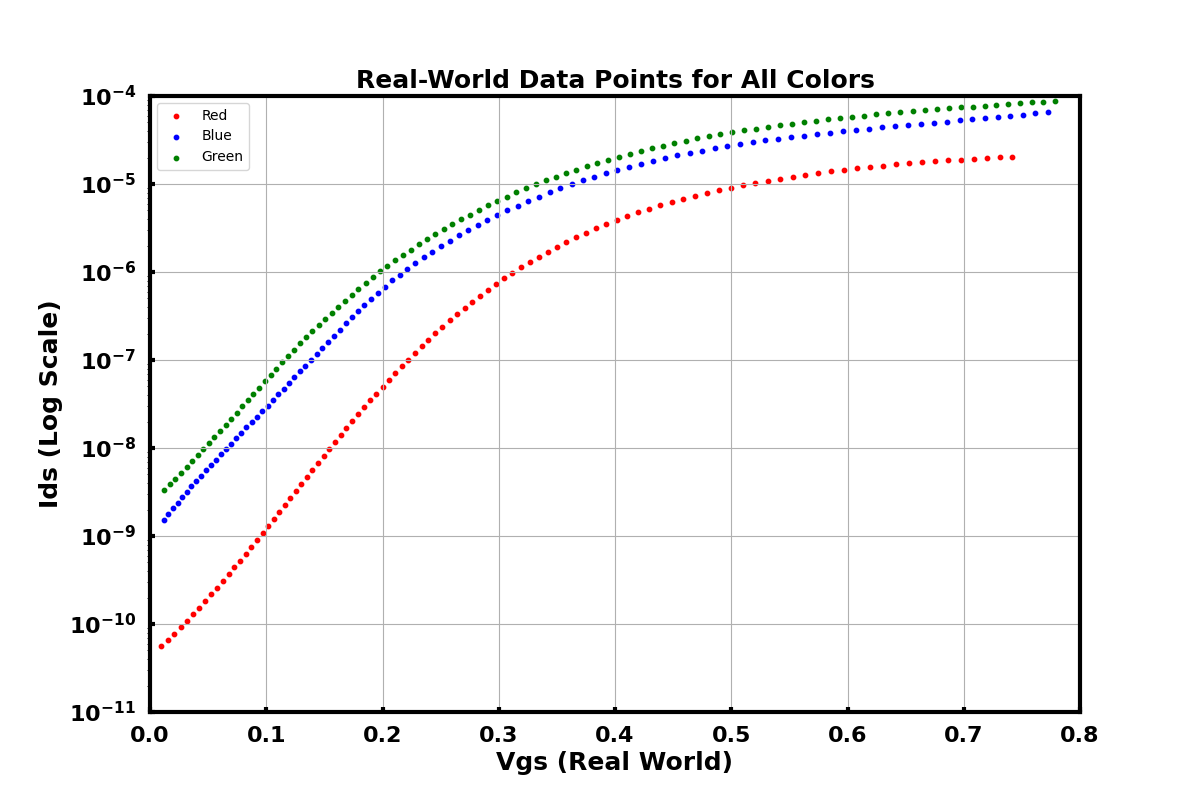 Real-World Data Points for All Colors
Red
Blue
Green
Ids (Log Scale)
10⁻⁴
10⁻⁵
10⁻⁶
10⁻⁷
10⁻⁸
10⁻⁹
10⁻¹⁰
10⁻¹¹
0.0 0.1 0.2 0.3 0.4 0.5 0.6 0.7 0.8
Vgs (Real World)